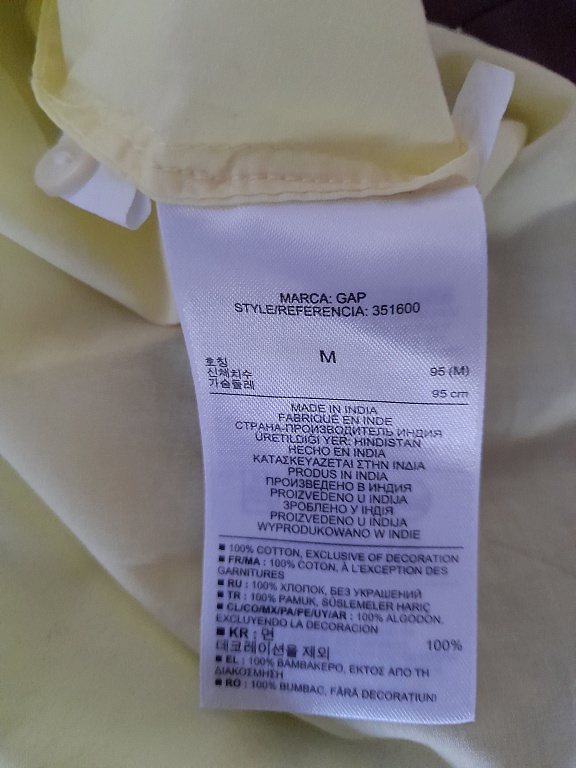 MARCA: GAP
STYLE/REFERENCIA: 351600
M
호칭 95 (M)
신체치수
가슴둘레 95 cm
MADE IN INDIA
FABRIQUÉ EN INDE
СТРАНА-ПРОИЗВОДИТЕЛЬ ИНДИЯ
ÜRETILDIĞI YER: HINDISTAN
HECHO EN INDIA
ΚΑΤΑΣΚΕΥΑΖΕΤΑΙ ΣΤΗΝ ΙΝΔΙΑ
PRODUS IN INDIA
ПРОИЗВЕДЕНО В ИНДИЯ
PROIZVEDENO U INDIJA
ЗРОБЛЕНО У ІНДІЯ
PROIZVEDENO U INDIJA
WYPRODUKOWANO W INDIE
■ 100% COTTON, EXCLUSIVE OF DECORATION
■ FR/MA : 100% COTON, À L'EXCEPTION DES
GARNITURES
■ RU : 100% ХЛОПОК, БЕЗ УКРАШЕНИЙ
■ TR : 100% PAMUK, SÜSLEMELER HARIÇ
■ CL/CO/MX/PA/PE/UY/AR : 100% ALGODON,
EXCLUYENDO LA DECORACION
■ KR : 면 100%
데코레이션을 제외
■ EL : 100% ΒΑΜΒΑΚΕΡΟ, ΕΚΤΟΣ ΑΠΟ ΤΗ
ΔΙΑΚΟΣΜΗΣΗ
■ RO : 100% BUMBAC, FĂRĂ DECORAŢIUNI